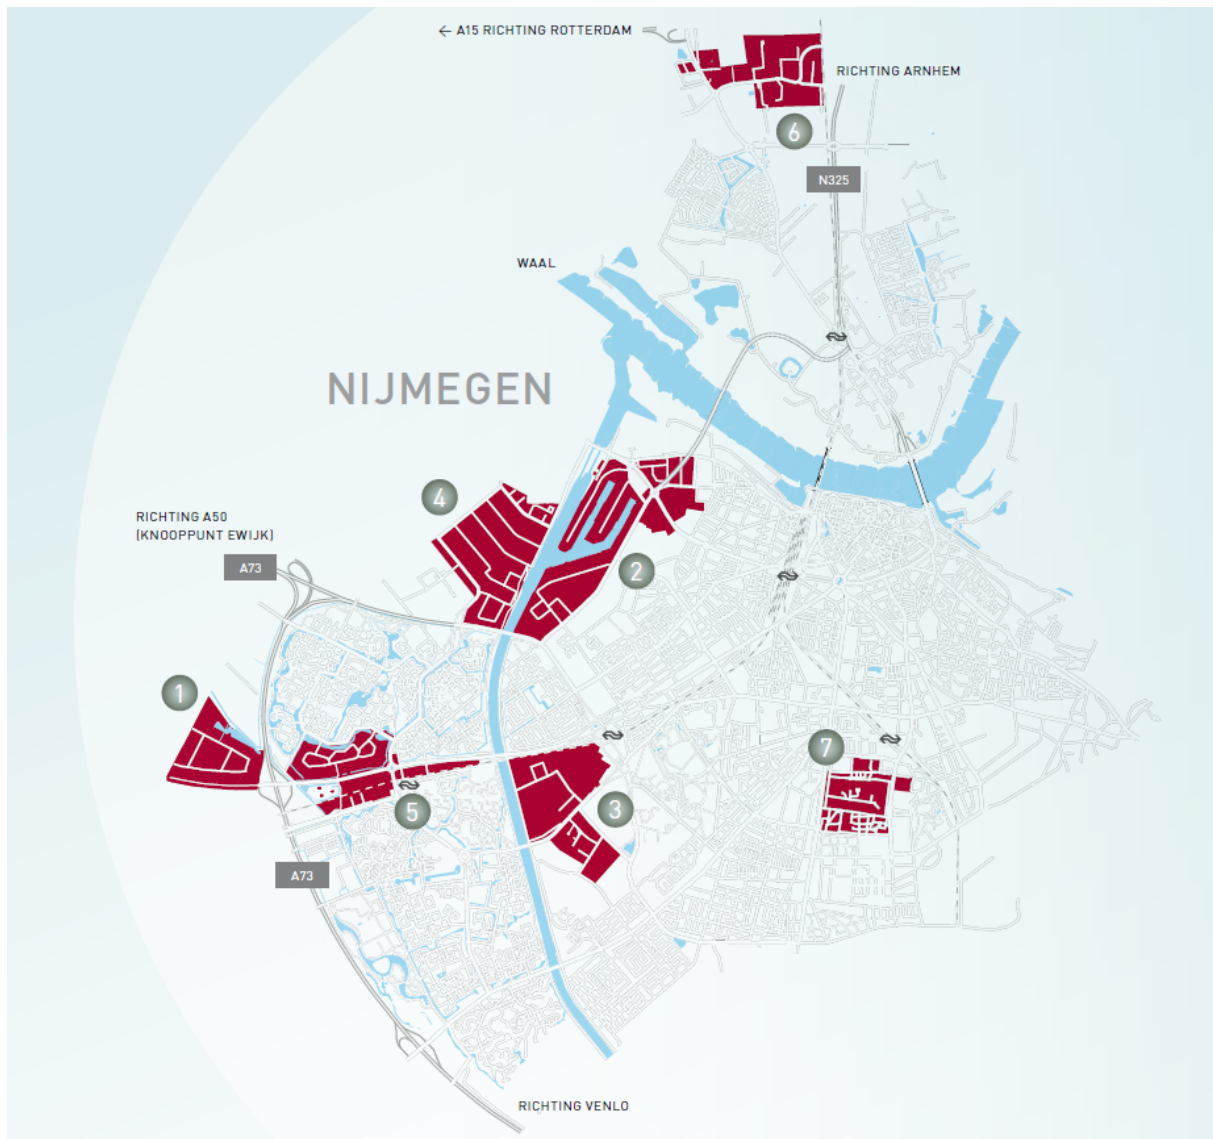 ← A15 RICHTING ROTTERDAM
RICHTING ARNHEM
6
N325
WAAL
NIJMEGEN
4
RICHTING A50
(KNOOPPUNT EWIJK)
A73
2
1
7
3
5
A73
RICHTING VENLO